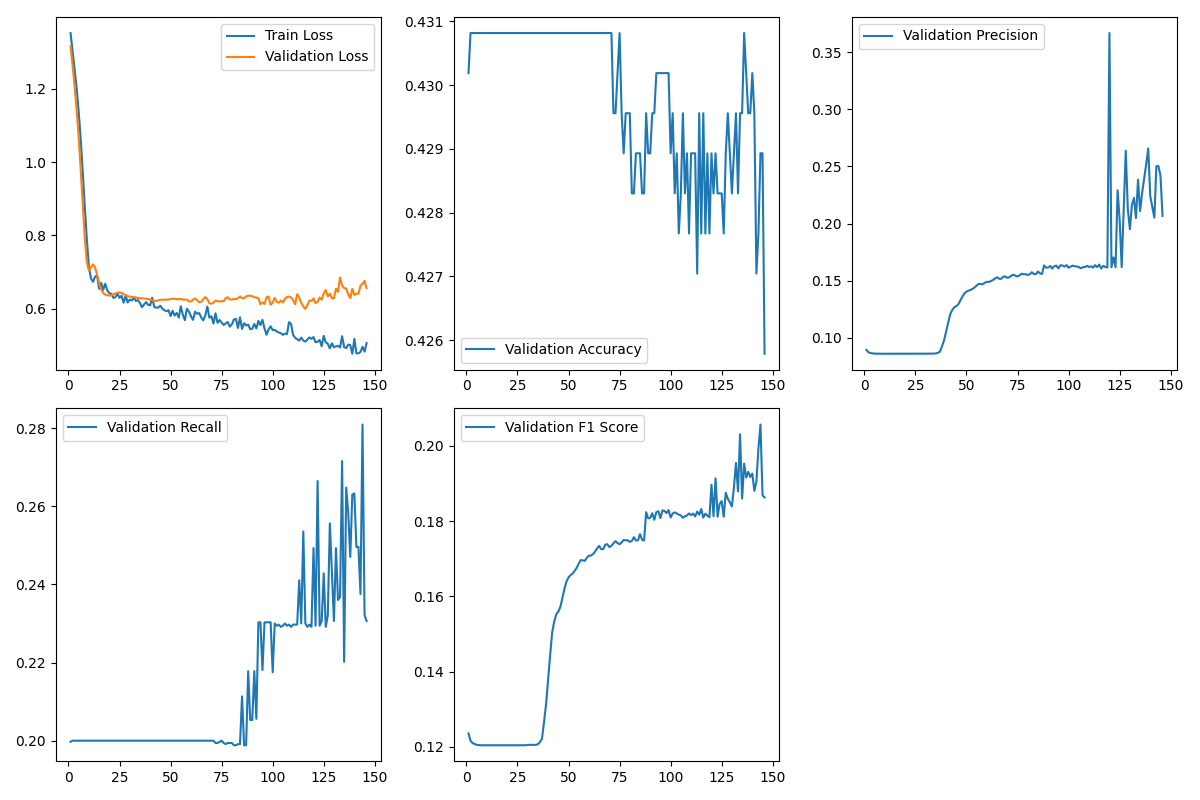 1.2
1.0
0.8
0.6
Train Loss
Validation Loss
0 25 50 75 100 125 150
0.431
0.430
0.429
0.428
0.427
0.426
Validation Accuracy
0 25 50 75 100 125 150
0.35
0.30
0.25
0.20
0.15
0.10
Validation Precision
0 25 50 75 100 125 150
0.28
0.26
0.24
0.22
0.20
Validation Recall
0 25 50 75 100 125 150
0.20
0.18
0.16
0.14
0.12
Validation F1 Score
0 25 50 75 100 125 150